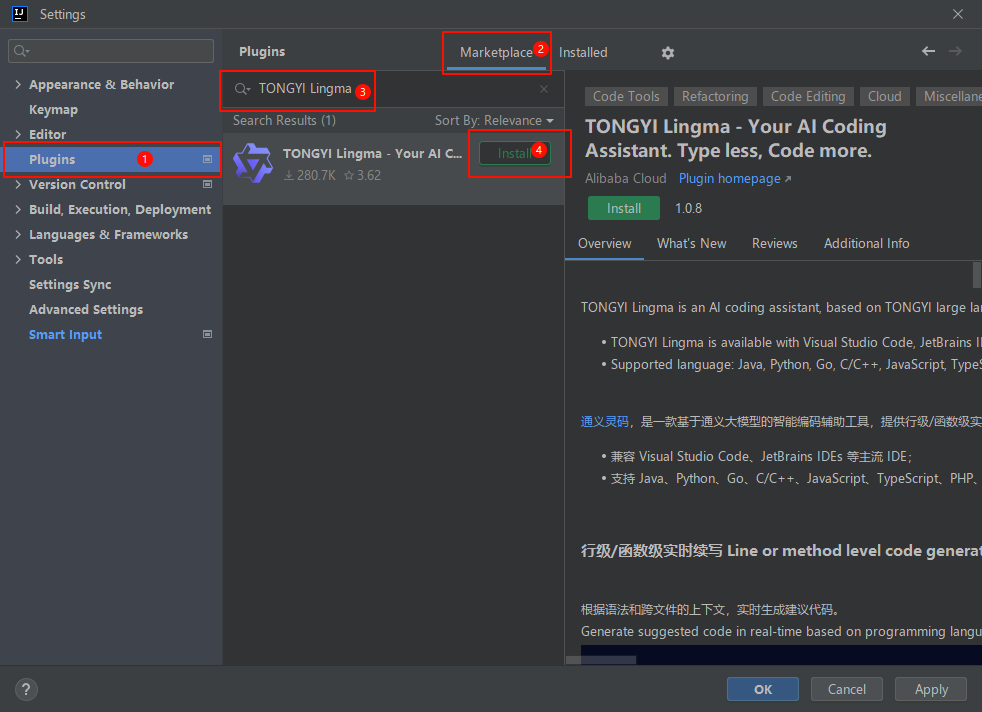 Settings
Appearance & Behavior
Keymap
Editor
Plugins
1
Version Control
Build, Execution, Deployment
Languages & Frameworks
Tools
Settings Sync
Advanced Settings
Smart Input
Plugins
Marketplace
2
Installed
TONGYI Lingma
3
Search Results (1)
Sort By: Relevance
TONGYI Lingma - Your AI C...
280.7K
3.62
Install
4
Code Tools
Refactoring
Code Editing
Cloud
Miscellane
TONGYI Lingma - Your AI Coding
Assistant. Type less, Code more.
Alibaba Cloud
Plugin homepage
Install
1.0.8
Overview
What's New
Reviews
Additional Info
TONGYI Lingma is an AI coding assistant, based on TONGYI large la
• TONGYI Lingma is available with Visual Studio Code, JetBrains I
• Supported language: Java, Python, Go, C/C++, JavaScript, TypeS
通义灵码，是一款基于通义大模型的智能编码辅助工具，提供行级/函数级实
• 兼容 Visual Studio Code、JetBrains IDEs 等主流 IDE；
• 支持 Java、Python、Go、C/C++、JavaScript、TypeScript、PHP、
行级/函数级实时续写 Line or method level code generat
根据语法和跨文件的上下文，实时生成建议代码。
Generate suggested code in real-time based on programming langu
?
OK
Cancel
Apply